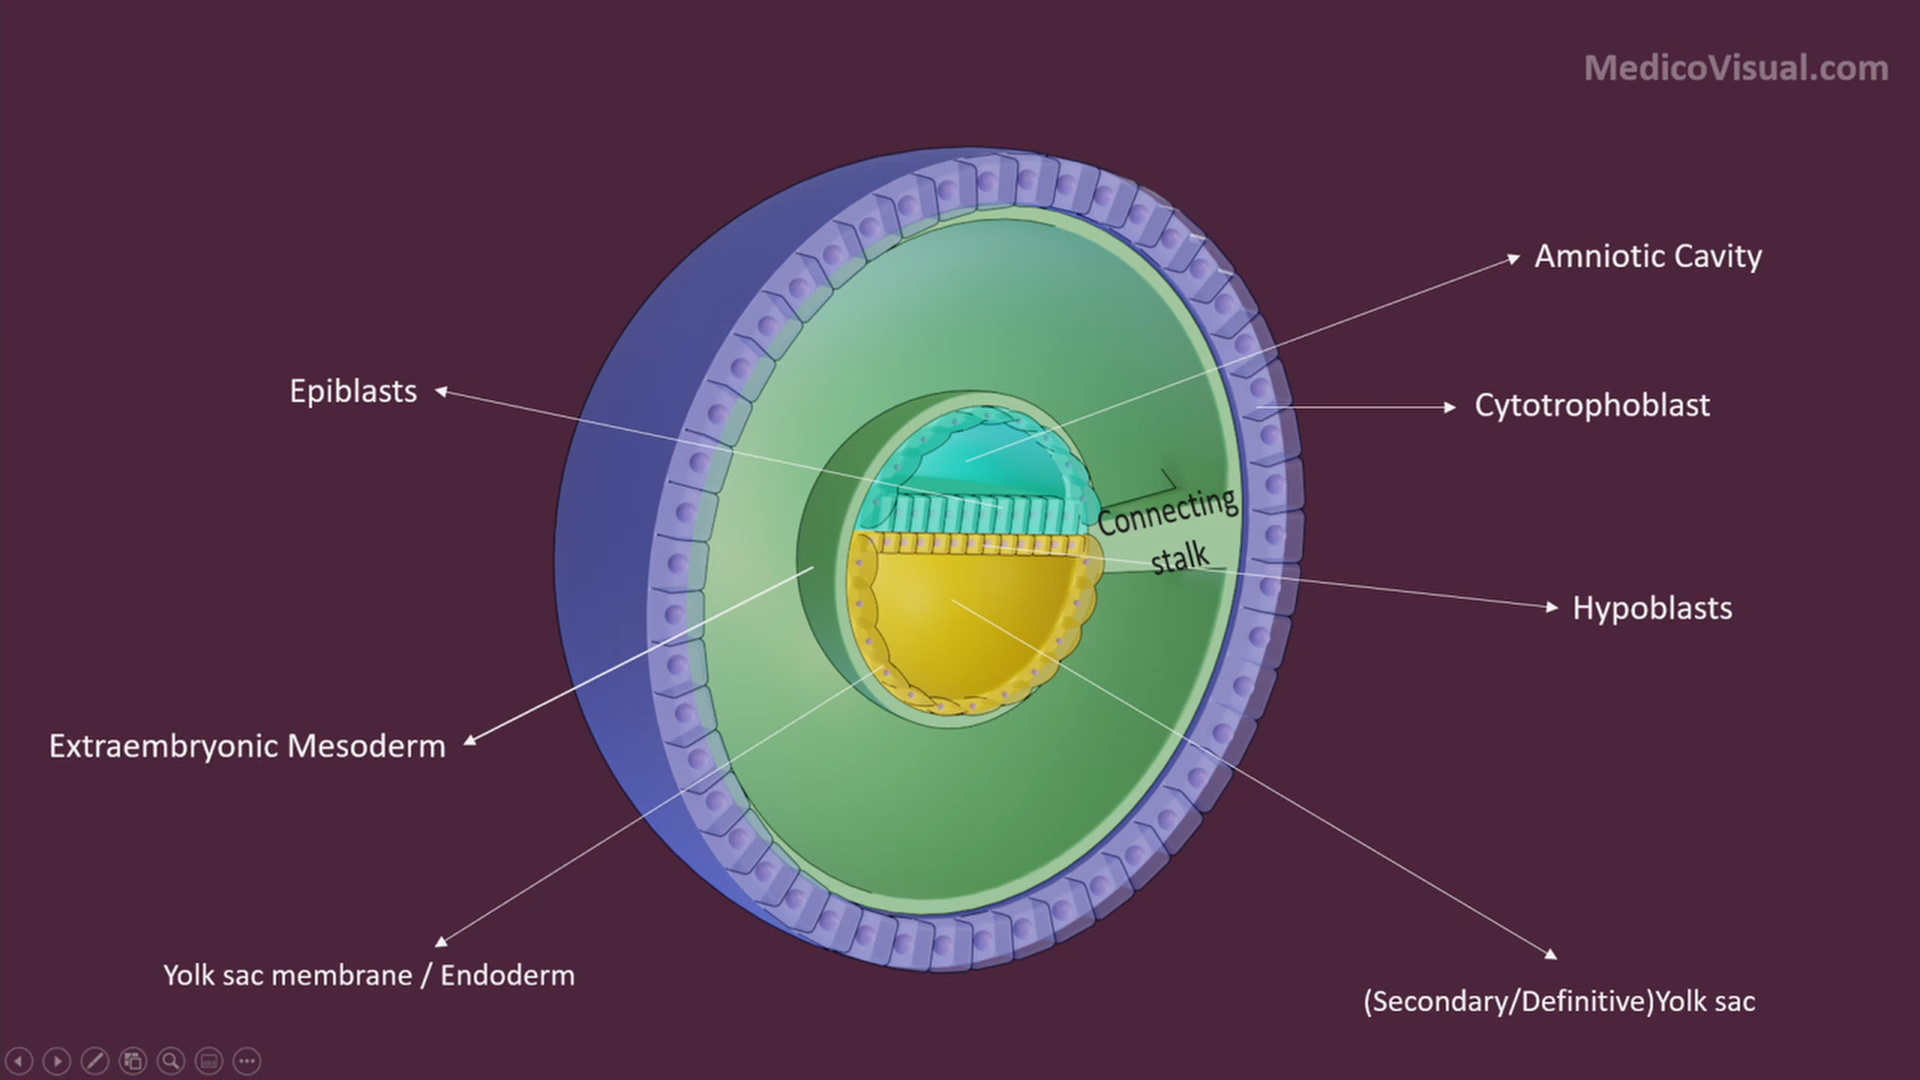 MedicoVisual.com
Amniotic Cavity
Epiblasts
Cytotrophoblast
Connecting
stalk
Hypoblasts
Extraembryonic Mesoderm
Yolk sac membrane / Endoderm
(Secondary/Definitive)Yolk sac